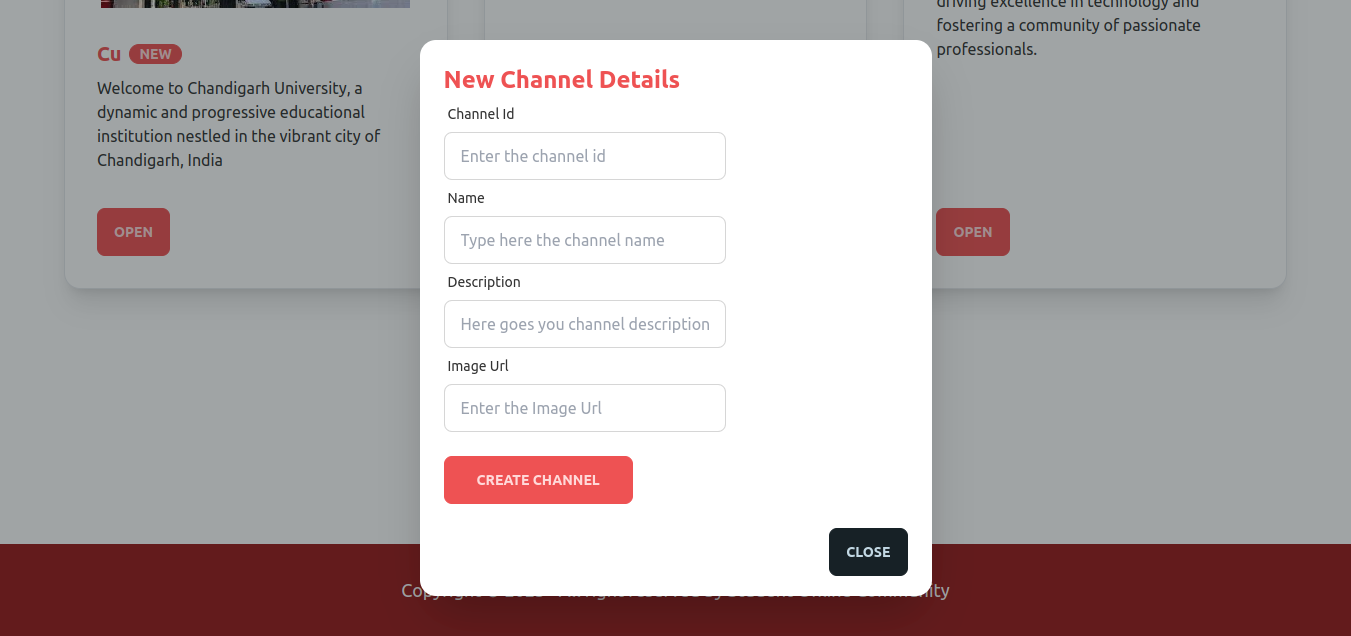 driving excellence in technology and
fostering a community of passionate
professionals.
Cu NEW
Welcome to Chandigarh University, a
dynamic and progressive educational
institution nestled in the vibrant city of
Chandigarh, India
OPEN
OPEN
New Channel Details
Channel Id
Enter the channel id
Name
Type here the channel name
Description
Here goes you channel description
Image Url
Enter the Image Url
CREATE CHANNEL
CLOSE